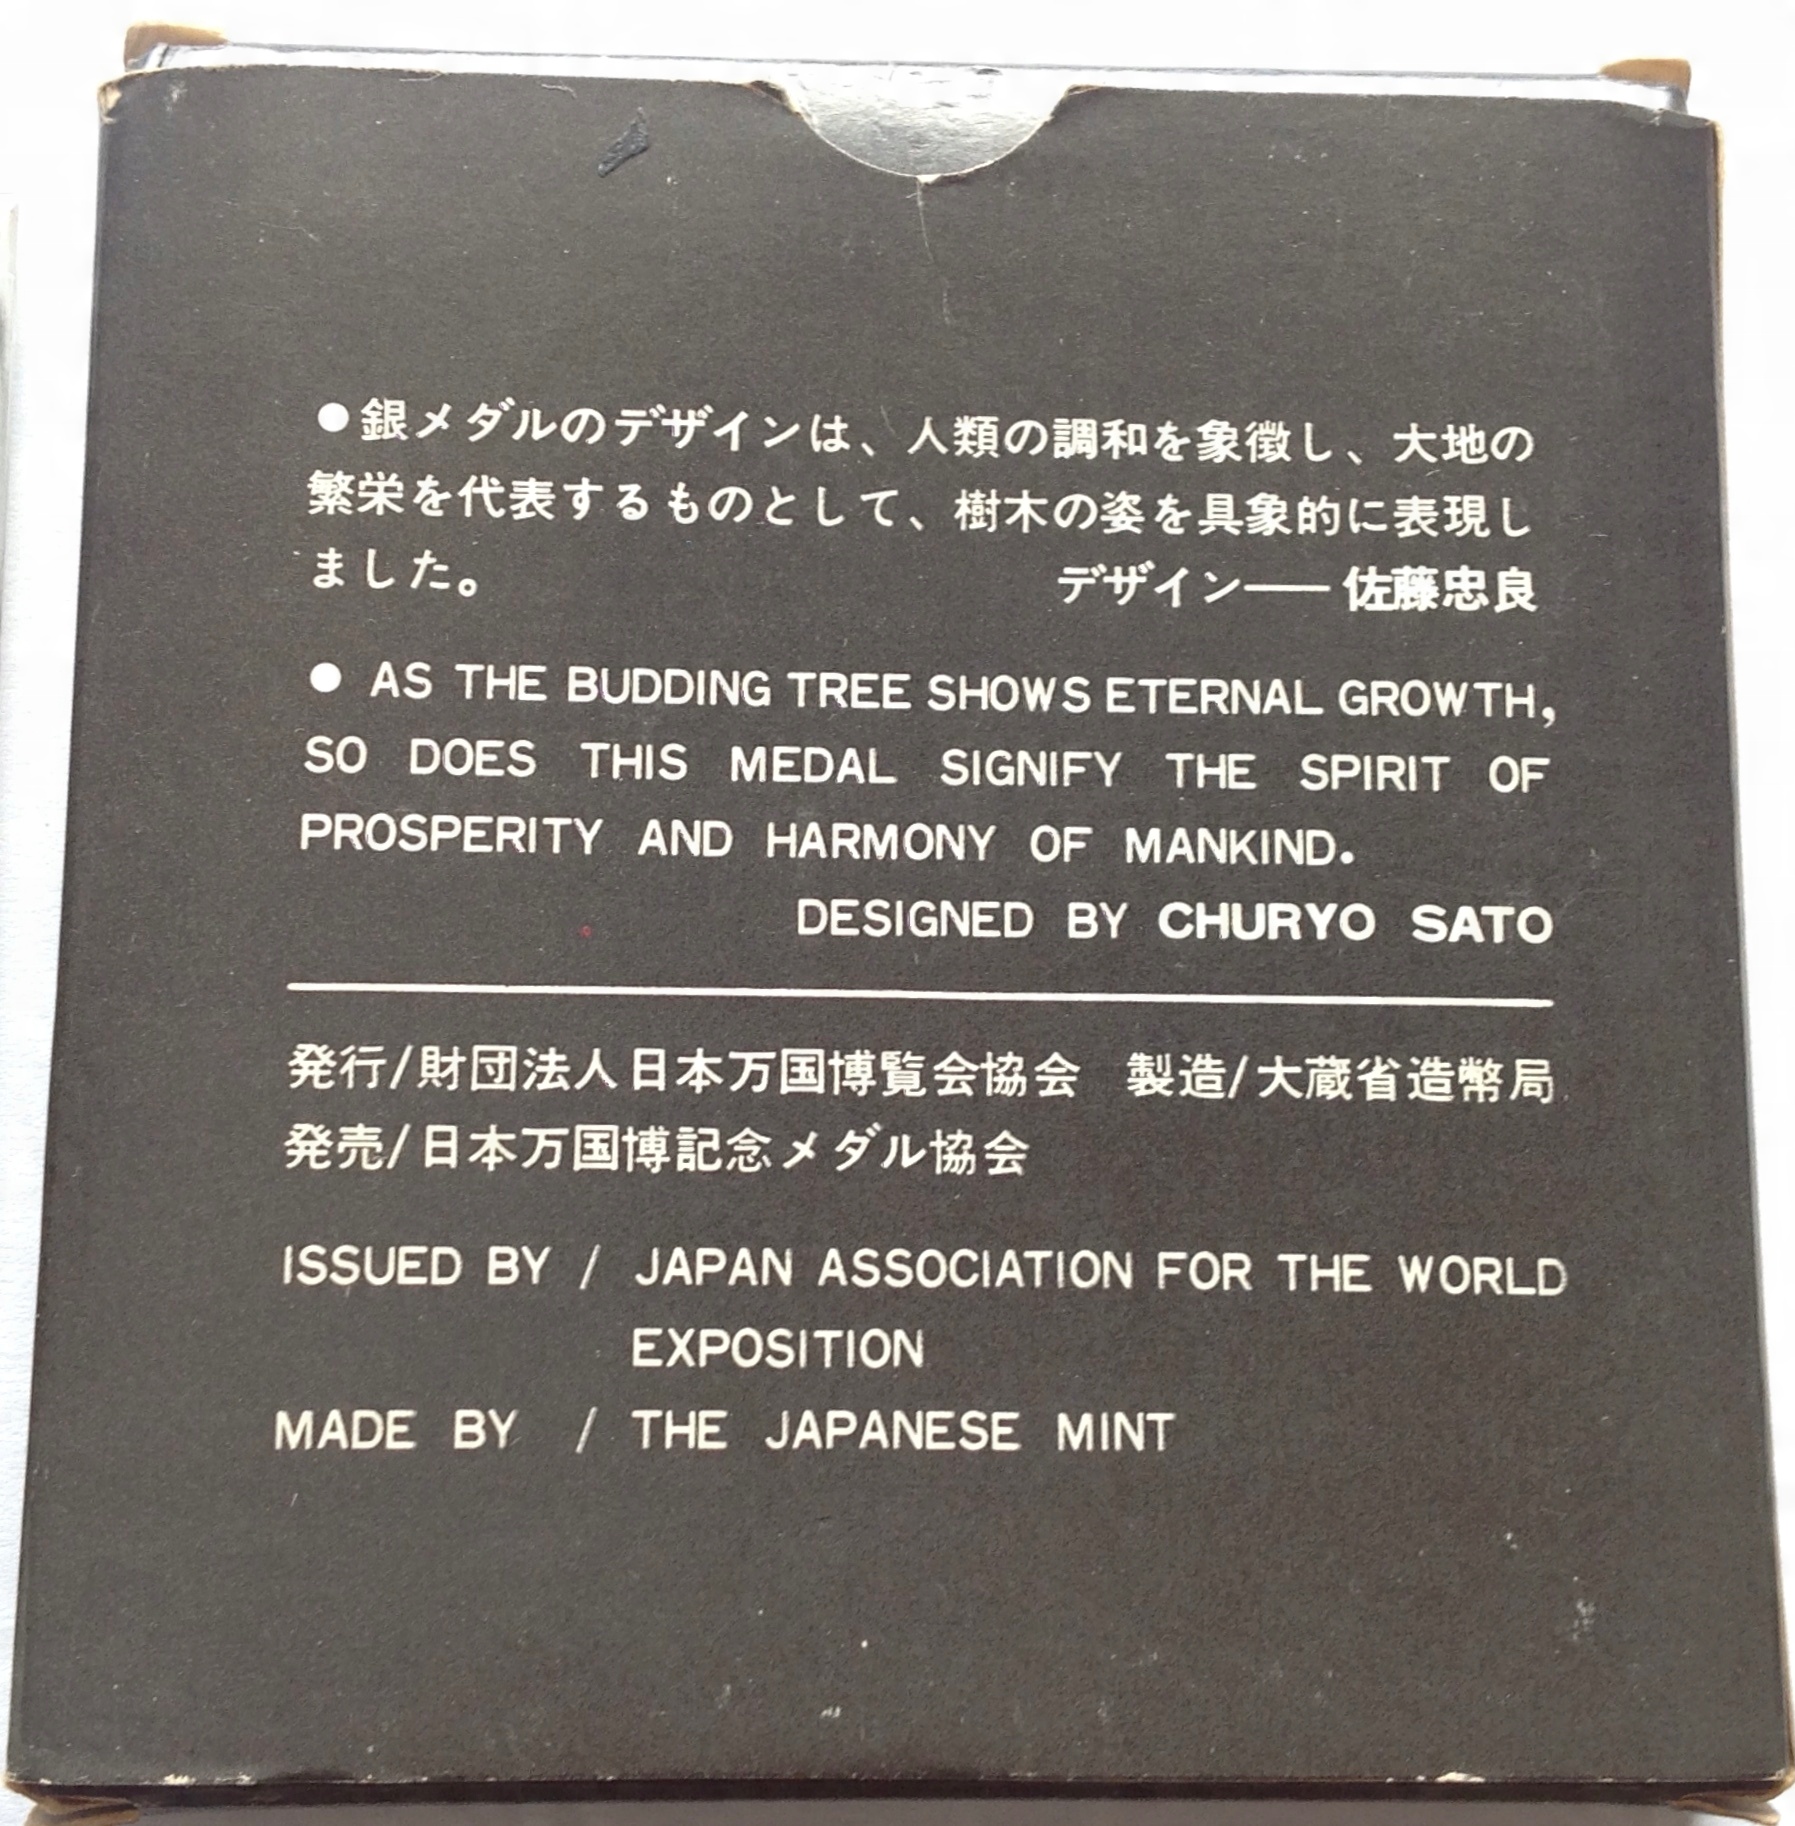 ●銀メダルのデザインは、人類の調和を象徴し、大地の
繁栄を代表するものとして、樹木の姿を具象的に表現し
ました。 デザイン――佐藤忠良
● AS THE BUDDING TREE SHOWS ETERNAL GROWTH,
SO DOES THIS MEDAL SIGNIFY THE SPIRIT OF
PROSPERITY AND HARMONY OF MANKIND.
DESIGNED BY CHURYO SATO
発行/財団法人日本万国博覧会協会 製造/大蔵省造幣局
発売/日本万国博記念メダル協会
ISSUED BY / JAPAN ASSOCIATION FOR THE WORLD
EXPOSITION
MADE BY / THE JAPANESE MINT